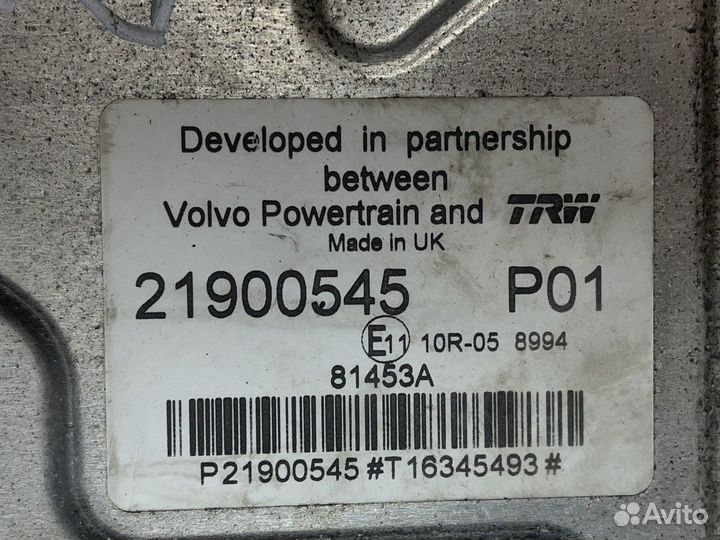 Developed in partnership
between
Volvo Powertrain and TRW
Made in UK
21900545 P01
E11 10R-05 8994
81453A
P21900545#T16345493#
Avito